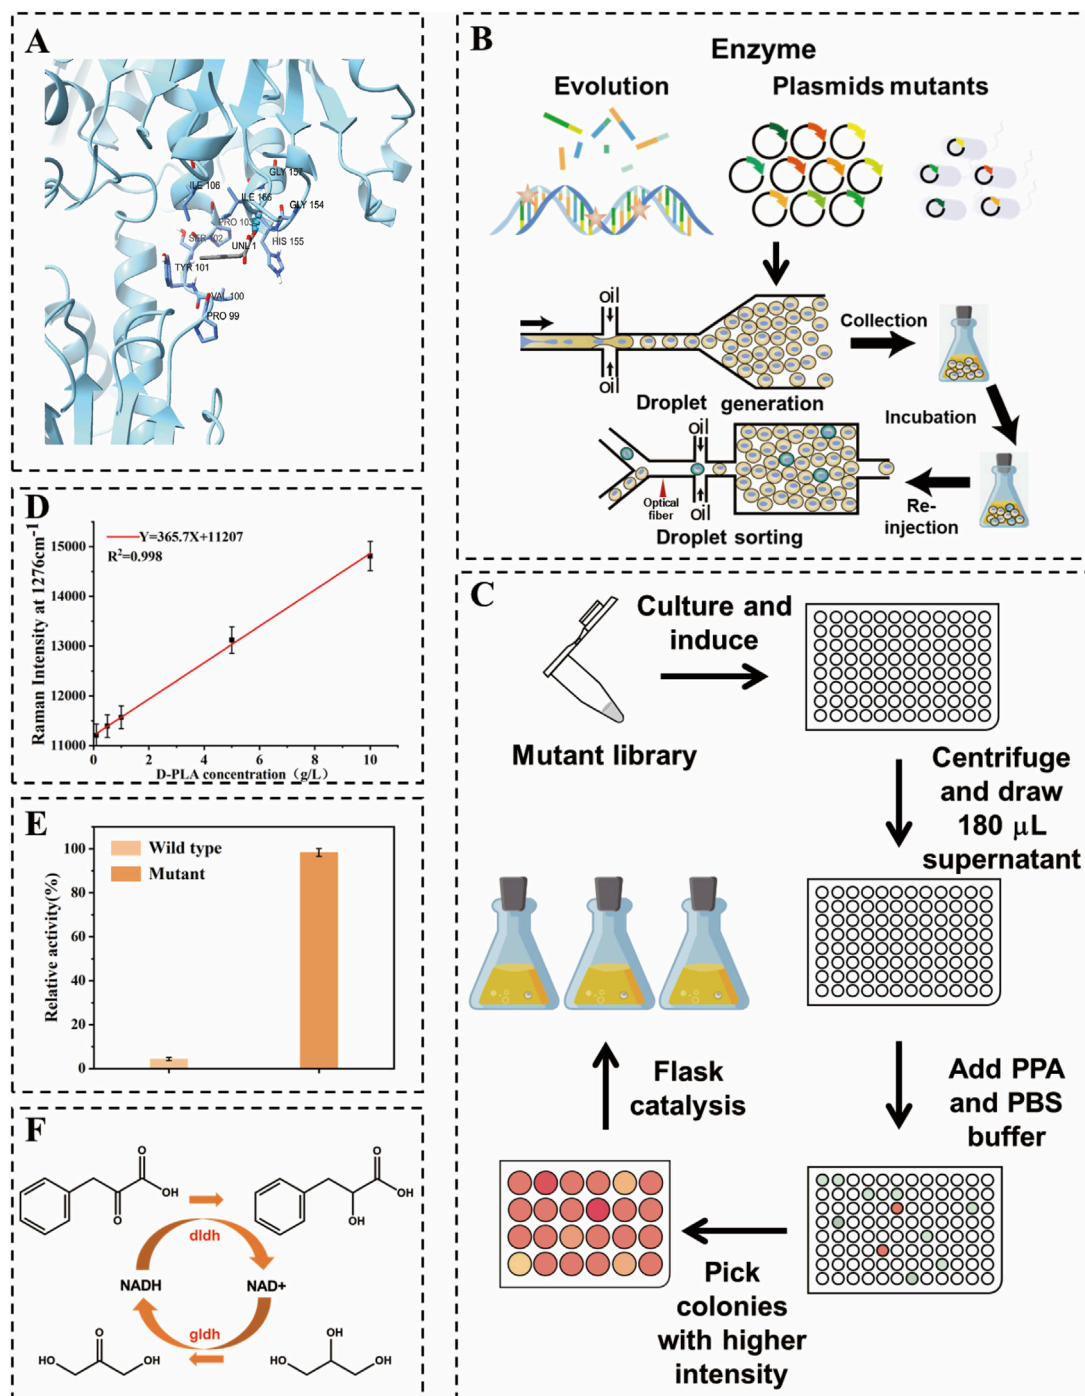 A
GLY 157
ILE 106
ILE 156
GLY 154
PRO 103
SER 102
UNL 1
HIS 155
TYR 101
VAL 100
PRO 99
B
Enzyme
Evolution
Plasmids mutants
oil
Collection
oil
Droplet generation
Incubation
oil
Optical
fiber
oil
Re-
injection
Droplet sorting
C
Culture and
induce
Mutant library
Centrifuge
and draw
180 μL
supernatant
Add PPA
and PBS
buffer
Pick
colonies
with higher
intensity
Flask
catalysis
D
Raman Intensity at 1276cm⁻¹
Y=365.7X+11207
R²=0.998
15000
14000
13000
12000
11000
0 2 4 6 8 10
D-PLA concentration（g/L）
E
Relative activity(%)
Wild type
Mutant
100
80
60
40
20
0
F
O
OH
O
O
OH
OH
dldh
NADH
NAD+
gldh
O
HO
OH
OH
HO
OH